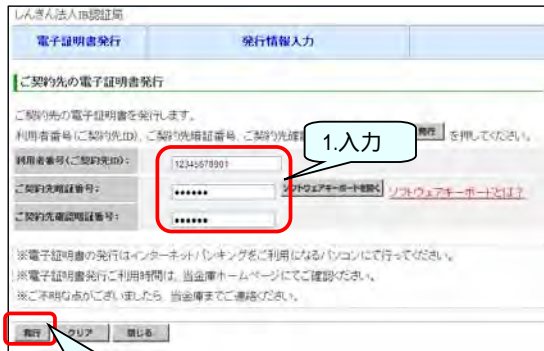 しんきん法人IB認証局
電子証明書発行 発行情報入力
ご契約先の電子証明書発行
ご契約先の電子証明書を発行します。
利用者番号(ご契約先ID)、ご契約先暗証番号、ご契約先確 発行 を押してください。
1.入力
利用者番号(ご契約先ID): 12345678901
ご契約先暗証番号: ●●●●●● ソフトウェアキーボードを開く ソフトウェアキーボードとは?
ご契約先確認暗証番号: ●●●●●●
※電子証明書の発行はインターネットバンキングをご利用になるパソコンにて行ってください。
※電子証明書発行ご利用時間は、当金庫ホームページにてご確認ください。
※ご不明な点がございましたら、当金庫までご連絡ください。
発行 クリア 閉じる